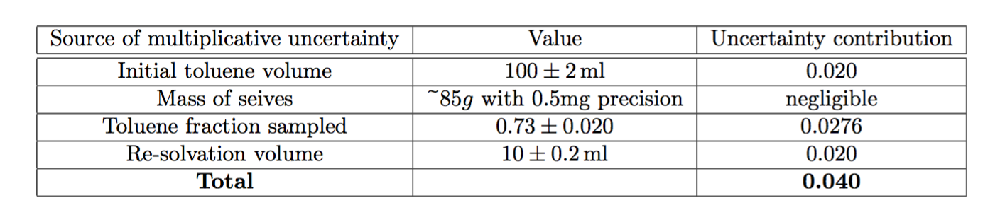 Source of multiplicative uncertainty Value Uncertainty contribution
Initial toluene volume 100 ± 2 ml 0.020
Mass of seives ~85g with 0.5mg precision negligible
Toluene fraction sampled 0.73 ± 0.020 0.0276
Re-solvation volume 10 ± 0.2 ml 0.020
Total 0.040